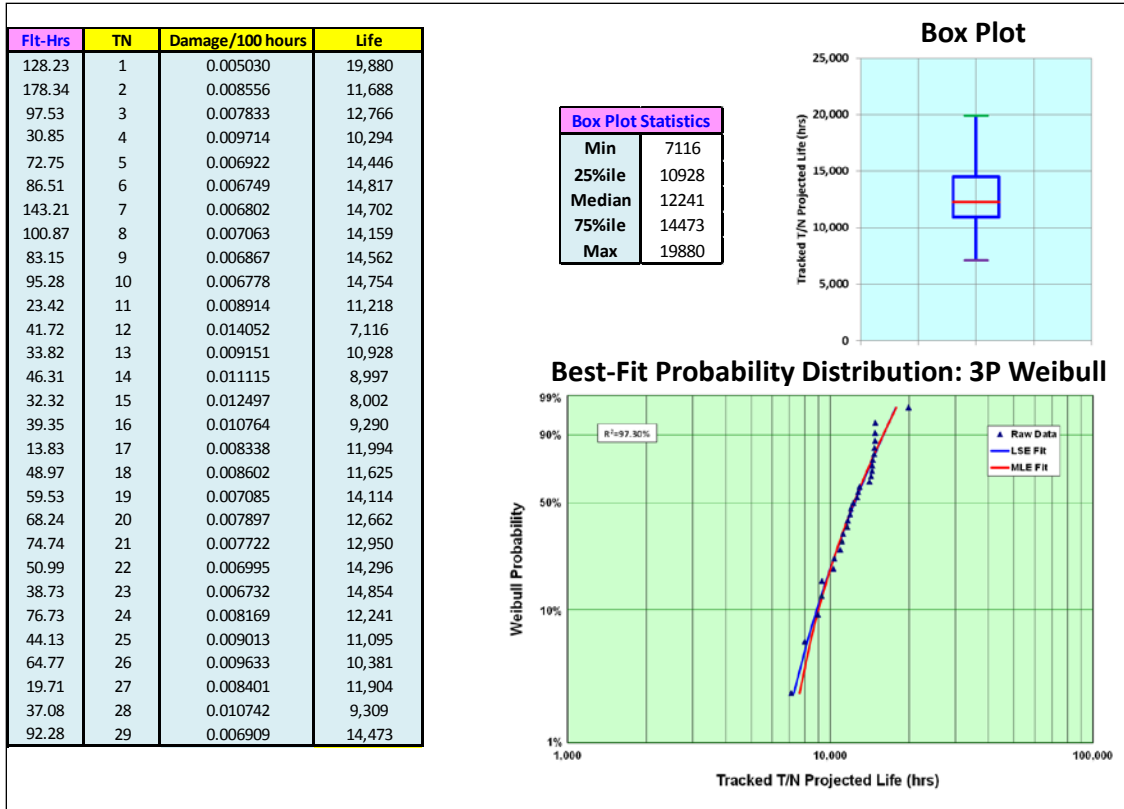 Flt-Hrs TN Damage/100 hours Life
128.23 1 0.005030 19,880
178.34 2 0.008556 11,688
97.53 3 0.007833 12,766
30.85 4 0.009714 10,294
72.75 5 0.006922 14,446
86.51 6 0.006749 14,817
143.21 7 0.006802 14,702
100.87 8 0.007063 14,159
83.15 9 0.006867 14,562
95.28 10 0.006778 14,754
23.42 11 0.008914 11,218
41.72 12 0.014052 7,116
33.82 13 0.009151 10,928
46.31 14 0.011115 8,997
32.32 15 0.012497 8,002
39.35 16 0.010764 9,290
13.83 17 0.008338 11,994
48.97 18 0.008602 11,625
59.53 19 0.007085 14,114
68.24 20 0.007897 12,662
74.74 21 0.007722 12,950
50.99 22 0.006995 14,296
38.73 23 0.006732 14,854
76.73 24 0.008169 12,241
44.13 25 0.009013 11,095
64.77 26 0.009633 10,381
19.71 27 0.008401 11,904
37.08 28 0.010742 9,309
92.28 29 0.006909 14,473
Box Plot Statistics
Min 7116
25%ile 10928
Median 12241
75%ile 14473
Max 19880
Box Plot
Tracked T/N Projected Life (hrs)
25,000
20,000
15,000
10,000
5,000
0
Best-Fit Probability Distribution: 3P Weibull
Weibull Probability
99%
90%
50%
10%
1%
R²=97.30%
Raw Data
LSE Fit
MLE Fit
1,000 10,000 100,000
Tracked T/N Projected Life (hrs)